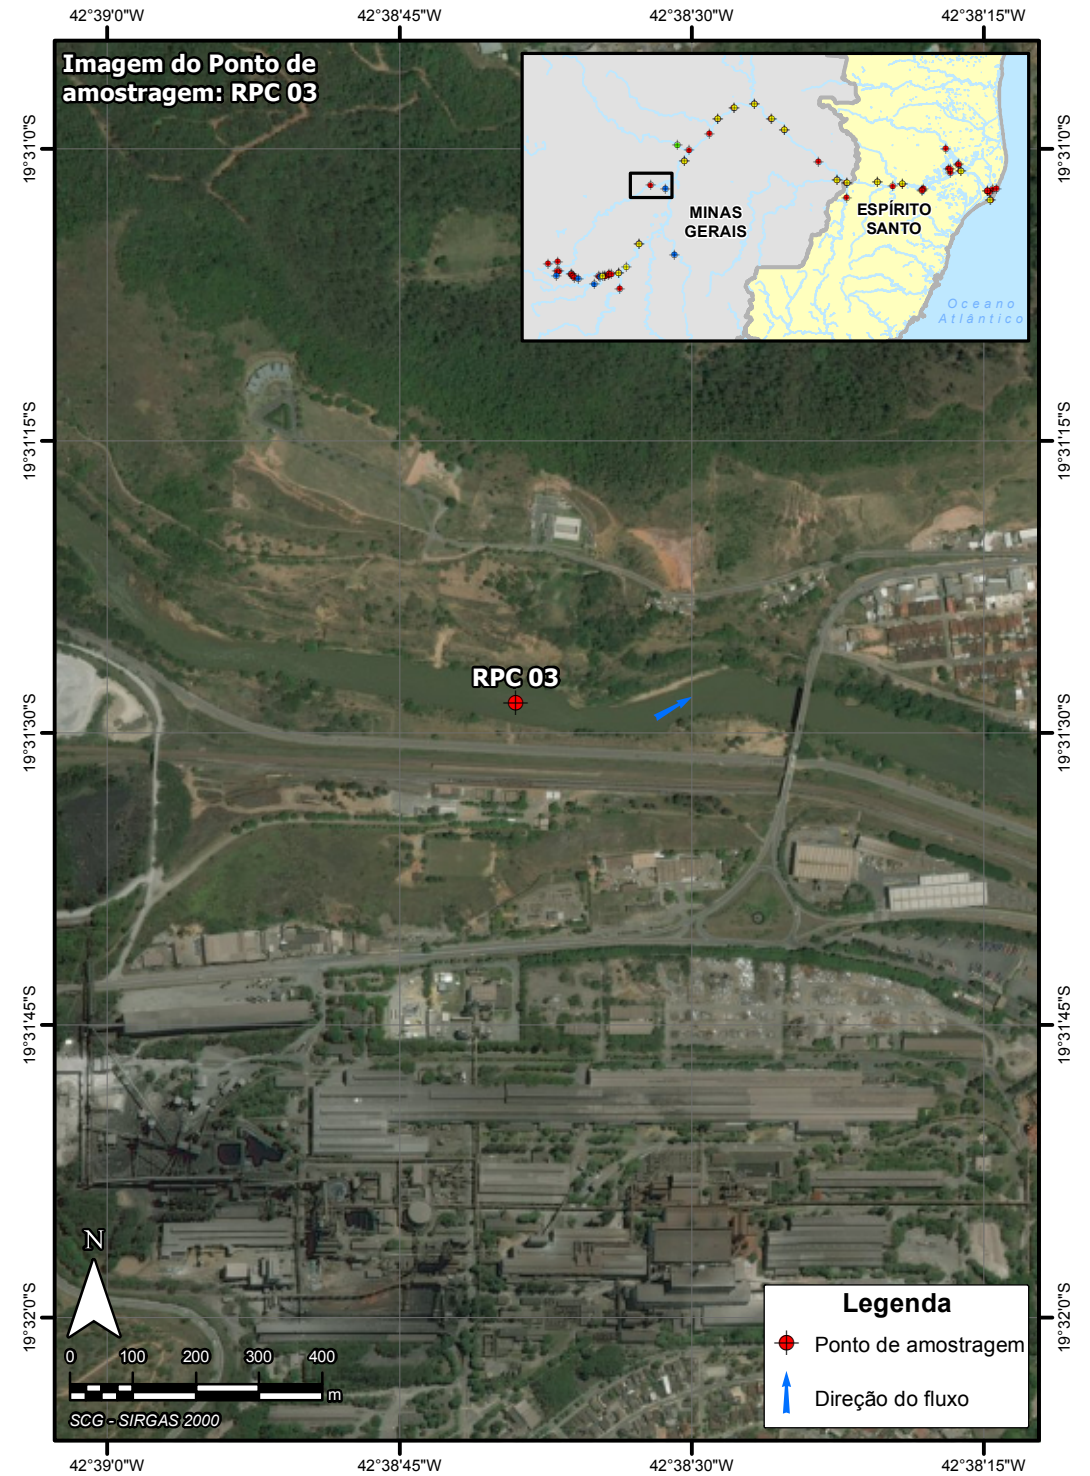 42°39'0"W
42°38'45"W
42°38'30"W
42°38'15"W
Imagem do Ponto de
amostragem: RPC 03
MINAS
GERAIS
ESPÍRITO
SANTO
Oceano
Atlântico
19°31'0"S
19°31'0"S
19°31'15"S
19°31'15"S
RPC 03
19°31'30"S
19°31'30"S
19°31'45"S
19°31'45"S
19°32'0"S
19°32'0"S
N
0 100 200 300 400
m
SCG - SIRGAS 2000
Legenda
Ponto de amostragem
Direção do fluxo
42°39'0"W
42°38'45"W
42°38'30"W
42°38'15"W